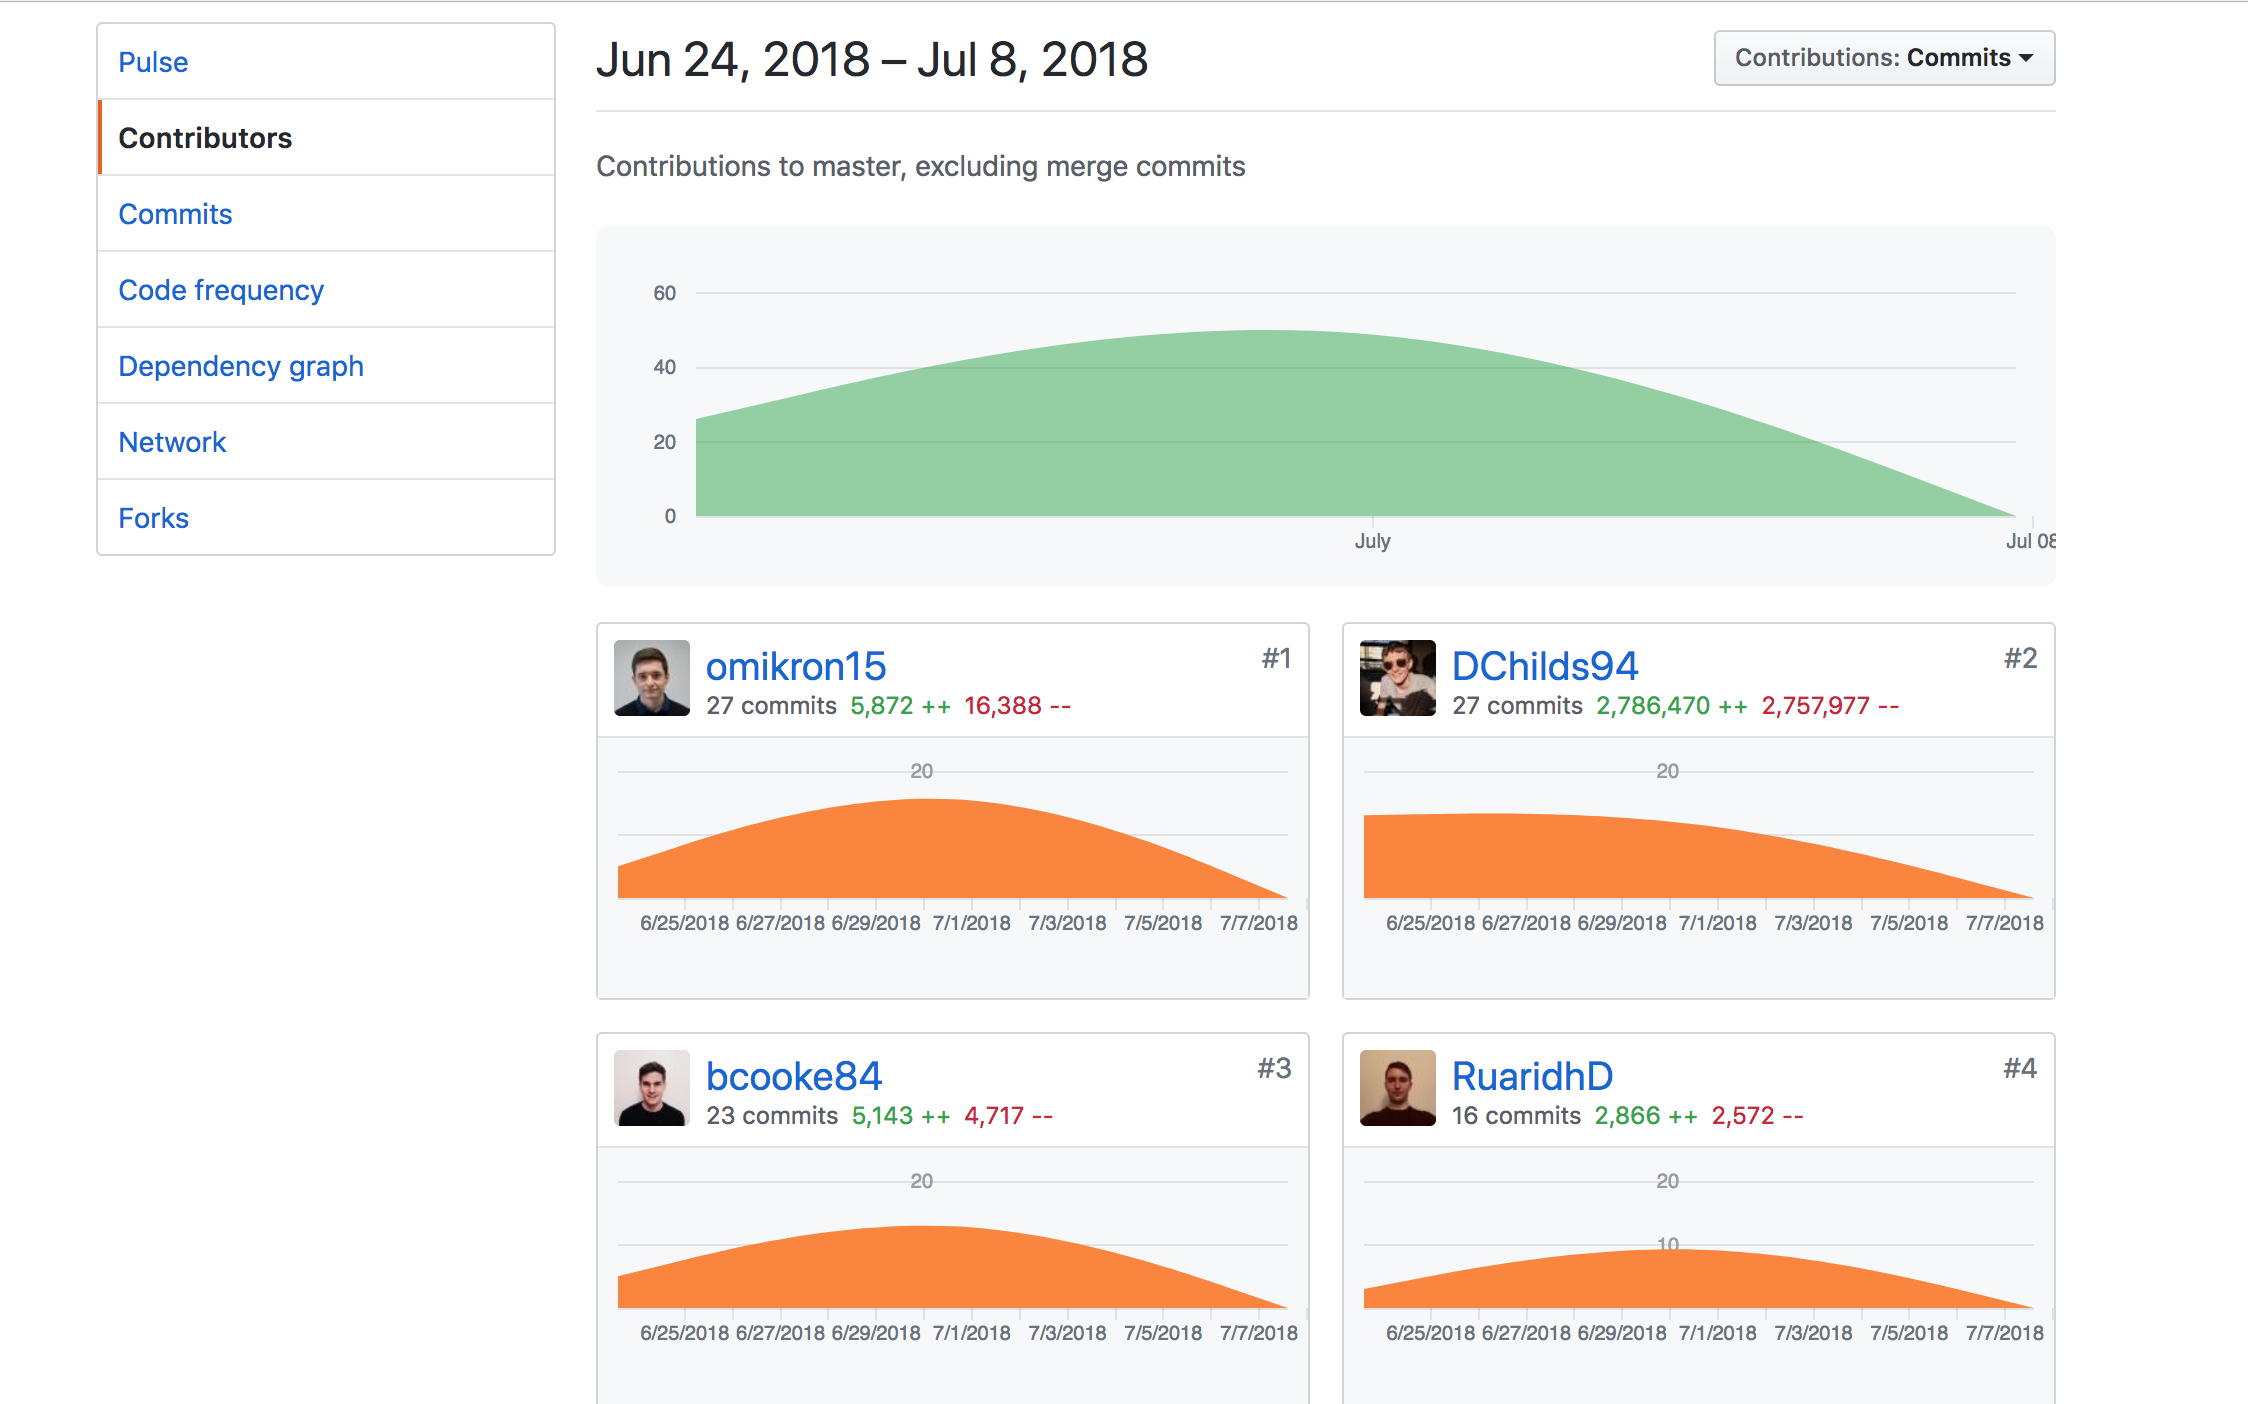 Pulse
Contributors
Commits
Code frequency
Dependency graph
Network
Forks
Jun 24, 2018 – Jul 8, 2018
Contributions: Commits
Contributions to master, excluding merge commits
60
40
20
0
July
Jul 08
omikron15
#1
27 commits 5,872 ++ 16,388 --
20
6/25/2018 6/27/2018 6/29/2018 7/1/2018 7/3/2018 7/5/2018 7/7/2018
DChilds94
#2
27 commits 2,786,470 ++ 2,757,977 --
20
6/25/2018 6/27/2018 6/29/2018 7/1/2018 7/3/2018 7/5/2018 7/7/2018
bcooke84
#3
23 commits 5,143 ++ 4,717 --
20
6/25/2018 6/27/2018 6/29/2018 7/1/2018 7/3/2018 7/5/2018 7/7/2018
RuaridhD
#4
16 commits 2,866 ++ 2,572 --
20
10
6/25/2018 6/27/2018 6/29/2018 7/1/2018 7/3/2018 7/5/2018 7/7/2018